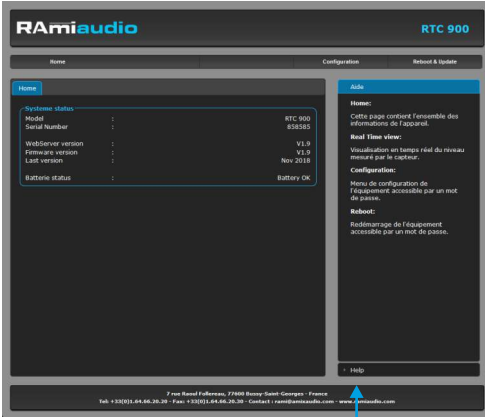 RAmiaudio
RTC 900
Home
Configuration
Reboot & Update
Home
Systeme status
Model : RTC 900
Serial Number : 858585
WebServer version : V1.9
Firmware version : V1.9
Last version : Nov 2018
Batterie status : Battery OK
Aide
Home:
Cette page contient l'ensemble des
informations de l'appareil.
Real Time view:
Visualisation en temps réel du niveau
mesuré par le capteur.
Configuration:
Menu de configuration de
l'équipement accessible par un mot
de passe.
Reboot:
Redémarrage de l'équipement
accessible par un mot de passe.
Help
7 rue Raoul Follereau, 77600 Bussy-Saint-Georges - France
Tel: +33(0)1.64.66.20.20 - Fax: +33(0)1.64.66.20.30 - Contact : rami@ramiaudio.com - www.ramiaudio.com